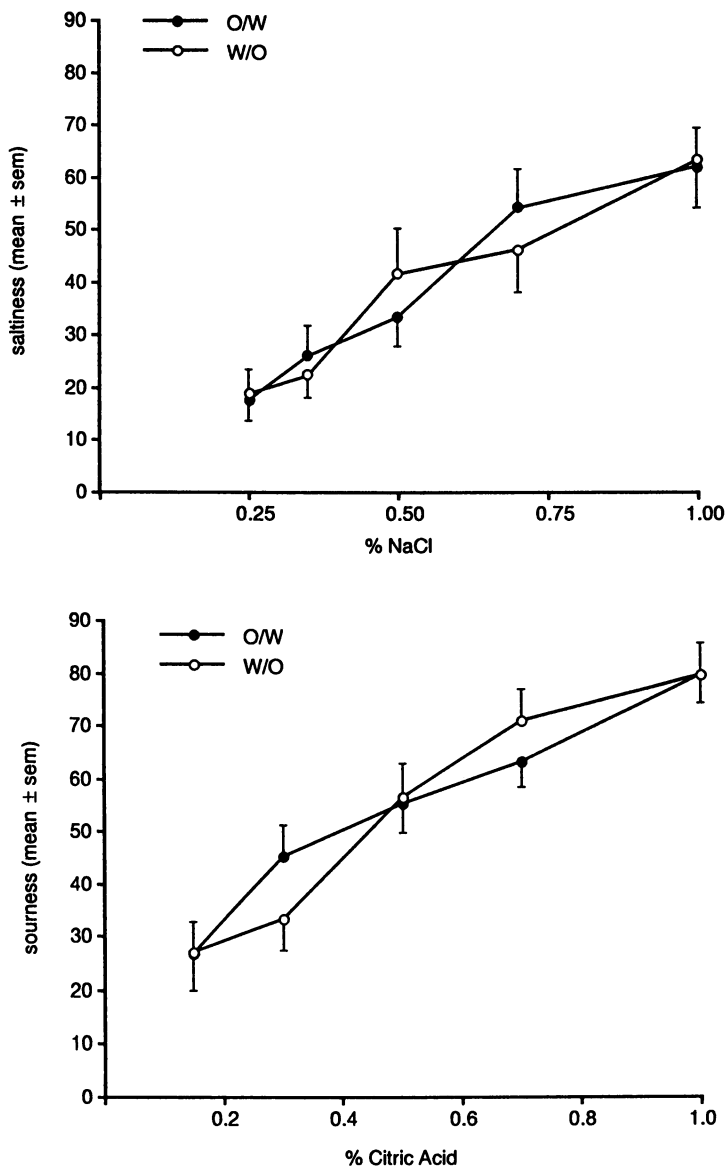 90
80
70
60
50
40
30
20
10
0
saltiness (mean ± sem)
O/W
W/O
0.25 0.50 0.75 1.00
% NaCl
90
80
70
60
50
40
30
20
10
0
sourness (mean ± sem)
O/W
W/O
0.2 0.4 0.6 0.8 1.0
% Citric Acid